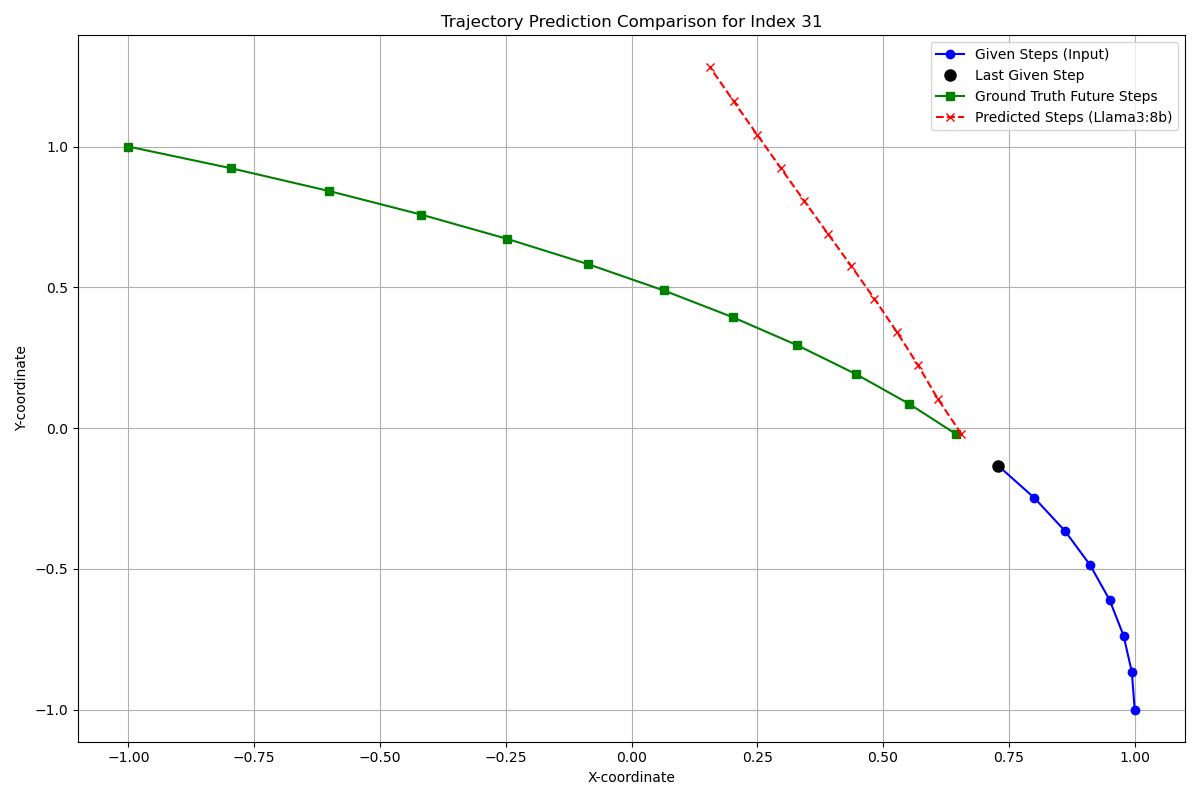 Trajectory Prediction Comparison for Index 31
Given Steps (Input)
Last Given Step
Ground Truth Future Steps
Predicted Steps (Llama3:8b)
Y-coordinate
1.0
0.5
0.0
−0.5
−1.0
−1.00
−0.75
−0.50
−0.25
0.00
0.25
0.50
0.75
1.00
X-coordinate